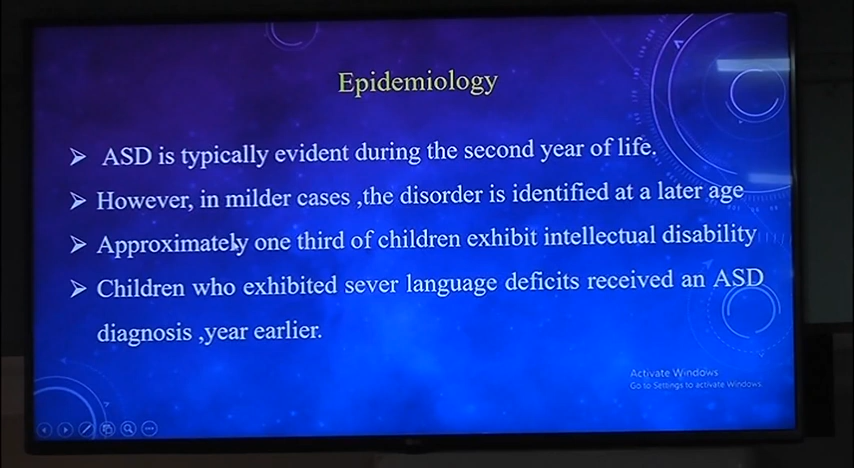 Epidemiology
➢ ASD is typically evident during the second year of life.
➢ However, in milder cases ,the disorder is identified at a later age
➢ Approximately one third of children exhibit intellectual disability
➢ Children who exhibited sever language deficits received an ASD
diagnosis ,year earlier.
Activate Windows
Go to Settings to activate Windows.